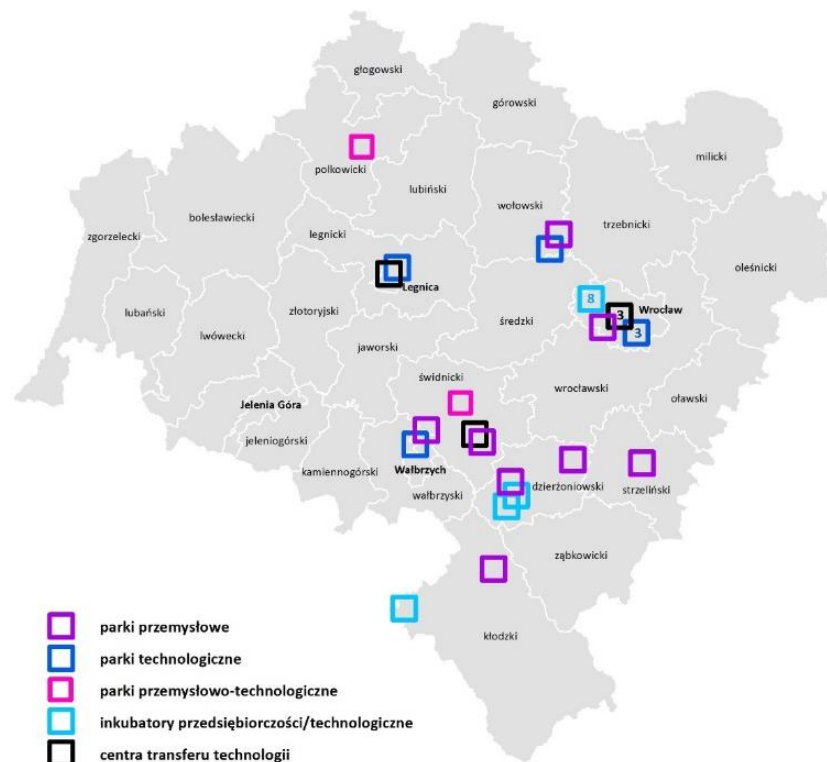 głogowski
górowski
milicki
polkowicki
lubiński
wołowski
trzebnicki
bolesławiecki
zgorzelecki
legnicki
oleśnicki
Legnica
8
3
Wrocław
3
lubański
złotoryjski
średzki
lwówecki
jaworski
świdnicki
wrocławski
oławski
Jelenia Góra
jeleniogórski
kamiennogórski
Wałbrzych
wałbrzyski
dzierżoniowski
strzeliński
ząbkowicki
kłodzki
parki przemysłowe
parki technologiczne
parki przemysłowo-technologiczne
inkubatory przedsiębiorczości/technologiczne
centra transferu technologii